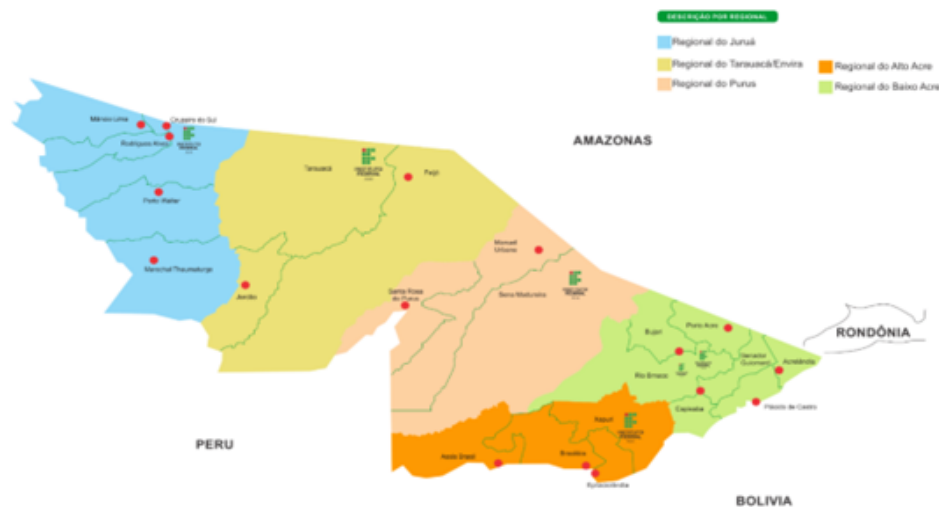 DESCRIÇÃO POR REGIONAL
Regional do Juruá
Regional do Tarauacá/Envira
Regional do Purus
Regional do Alto Acre
Regional do Baixo Acre
AMAZONAS
Mâncio Lima
Cruzeiro do Sul
Rodrigues Alves
Porto Walter
Marechal Thaumaturgo
Tarauacá
Feijó
Jordão
Manoel
Urbano
Santa Rosa
do Purus
Sena Madureira
Bujari
Porto Acre
Senador
Guiomard
Acrelândia
Rio Branco
Capixaba
Plácido de Castro
Xapuri
Assis Brasil
Brasiléia
Epitaciolândia
RONDÔNIA
PERU
BOLIVIA